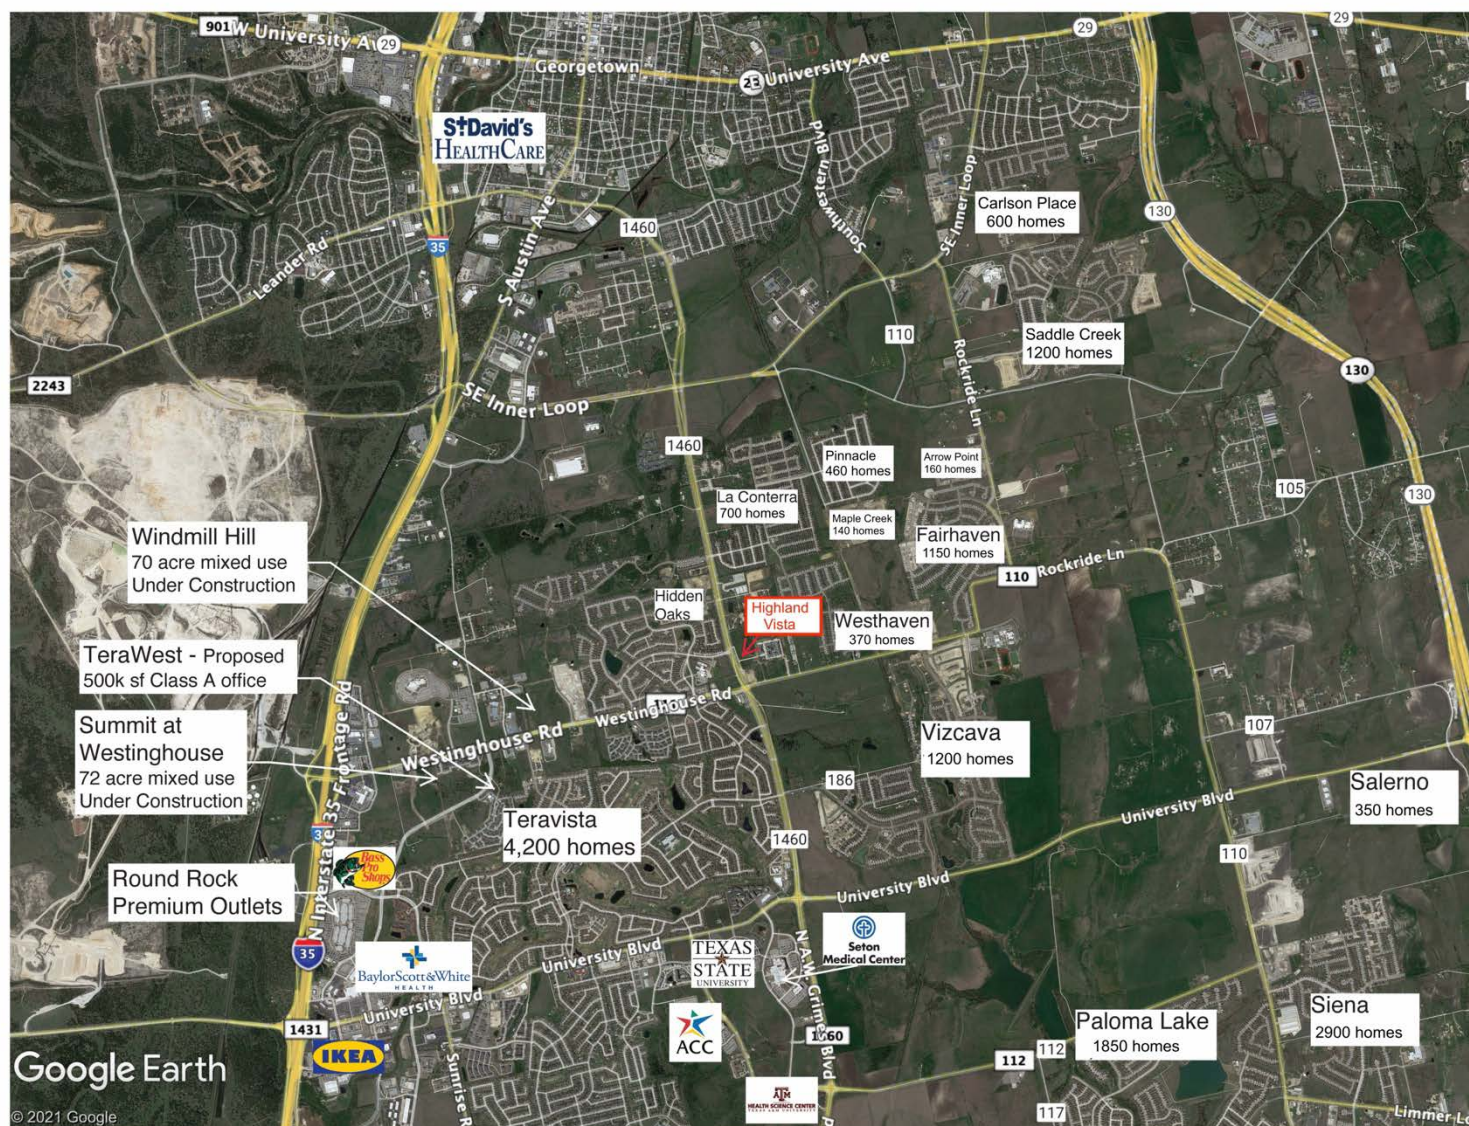 901
W University A
29
29
29
Georgetown
University Ave
St David's
HEALTHCARE
Southwestern Blvd
SE Inner Loop
Carlson Place
600 homes
130
1460
35
Leander Rd
S Austin Ave
110
Saddle Creek
1200 homes
Rockride Ln
130
2243
SE Inner Loop
1460
Pinnacle
460 homes
Arrow Point
160 homes
105
130
La Conterra
700 homes
Maple Creek
140 homes
Fairhaven
1150 homes
Windmill Hill
70 acre mixed use
Under Construction
110
Rockride Ln
Hidden
Oaks
Highland
Vista
Westhaven
370 homes
TeraWest - Proposed
500k sf Class A office
Westinghouse Rd
Westinghouse Rd
Summit at
Westinghouse
72 acre mixed use
Under Construction
N Interstate 35 Frontage Rd
Vizcava
1200 homes
107
186
Salerno
350 homes
University Blvd
Teravista
4,200 homes
1460
110
Bass
Pro
Shops
Round Rock
Premium Outlets
University Blvd
35
BaylorScott&White
HEALTH
University Blvd
TEXAS
STATE
UNIVERSITY
N A W Grimes Blvd
Seton
Medical Center
University Blvd
1431
ACC
Paloma Lake
1850 homes
Siena
2900 homes
IKEA
Sunrise R
112
112
Google Earth
ATM
HEALTH SCIENCE CENTER
TEXAS A&M UNIVERSITY
117
Limmer Lo
© 2021 Google